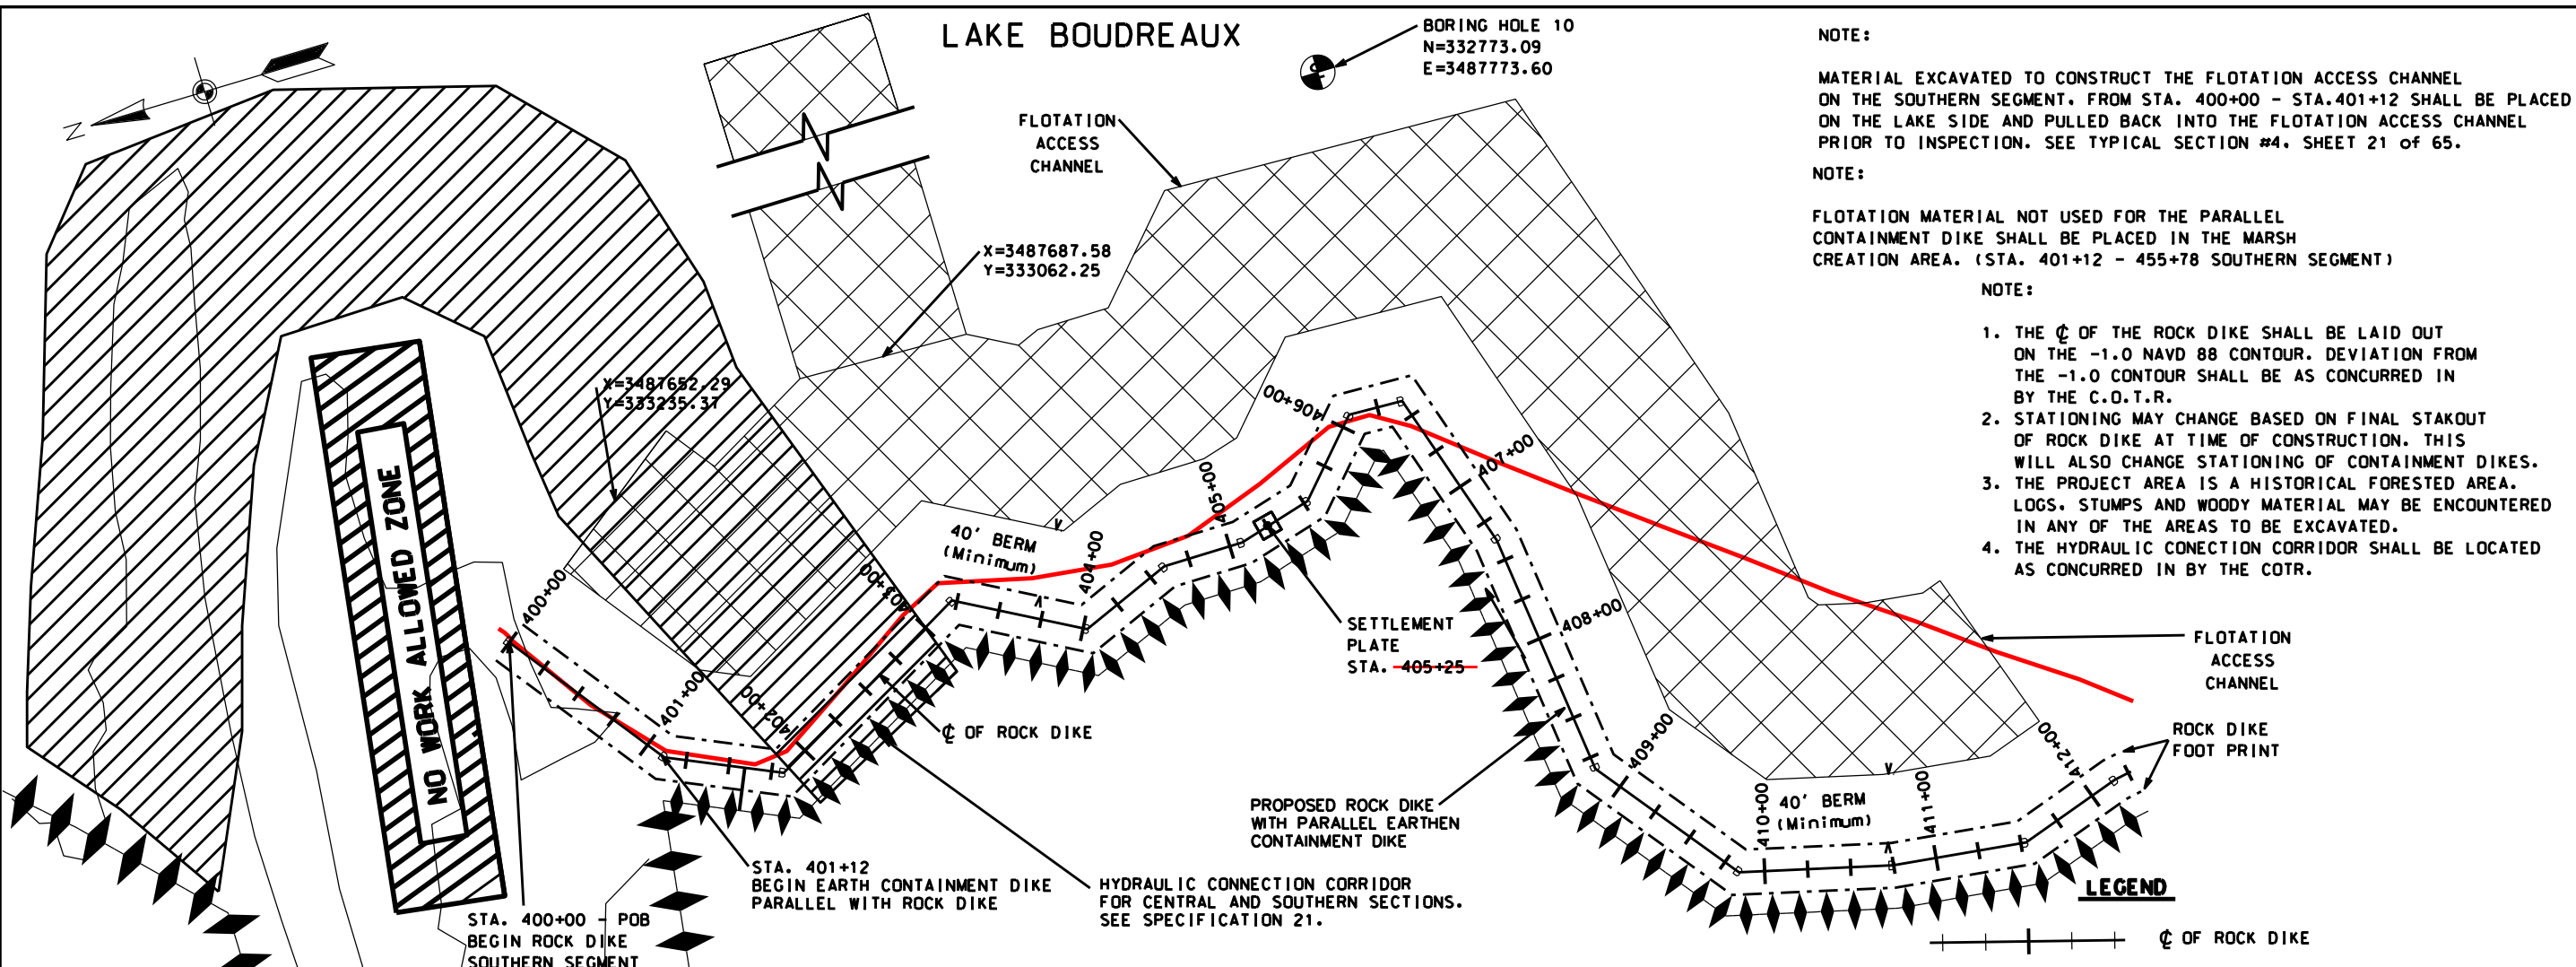 LAKE BOUDREAUX
BORING HOLE 10
N=332773.09
E=3487773.60
N
FLOTATION
ACCESS
CHANNEL
X=3487687.58
Y=333062.25
X=3487652.29
Y=333235.37
NOTE:
MATERIAL EXCAVATED TO CONSTRUCT THE FLOTATION ACCESS CHANNEL
ON THE SOUTHERN SEGMENT. FROM STA. 400+00 - STA.401+12 SHALL BE PLACED
ON THE LAKE SIDE AND PULLED BACK INTO THE FLOTATION ACCESS CHANNEL
PRIOR TO INSPECTION. SEE TYPICAL SECTION #4. SHEET 21 of 65.
NOTE:
FLOTATION MATERIAL NOT USED FOR THE PARALLEL
CONTAINMENT DIKE SHALL BE PLACED IN THE MARSH
CREATION AREA. (STA. 401+12 - 455+78 SOUTHERN SEGMENT)
NOTE:
1. THE ℄ OF THE ROCK DIKE SHALL BE LAID OUT
ON THE -1.0 NAVD 88 CONTOUR. DEVIATION FROM
THE -1.0 CONTOUR SHALL BE AS CONCURRED IN
BY THE C.O.T.R.
2. STATIONING MAY CHANGE BASED ON FINAL STAKOUT
OF ROCK DIKE AT TIME OF CONSTRUCTION. THIS
WILL ALSO CHANGE STATIONING OF CONTAINMENT DIKES.
3. THE PROJECT AREA IS A HISTORICAL FORESTED AREA.
LOGS. STUMPS AND WOODY MATERIAL MAY BE ENCOUNTERED
IN ANY OF THE AREAS TO BE EXCAVATED.
4. THE HYDRAULIC CONECTION CORRIDOR SHALL BE LOCATED
AS CONCURRED IN BY THE COTR.
NO WORK ALLOWED ZONE
400+00
401+00
402+00
403+00
404+00
405+00
406+00
407+00
408+00
409+00
410+00
411+00
412+00
40' BERM
(Minimum)
SETTLEMENT
PLATE
STA. 405+25
℄ OF ROCK DIKE
FLOTATION
ACCESS
CHANNEL
ROCK DIKE
FOOT PRINT
40' BERM
(Minimum)
PROPOSED ROCK DIKE
WITH PARALLEL EARTHEN
CONTAINMENT DIKE
STA. 401+12
BEGIN EARTH CONTAINMENT DIKE
PARALLEL WITH ROCK DIKE
HYDRAULIC CONNECTION CORRIDOR
FOR CENTRAL AND SOUTHERN SECTIONS.
SEE SPECIFICATION 21.
STA. 400+00 - POB
BEGIN ROCK DIKE
SOUTHERN SEGMENT
LEGEND
℄ OF ROCK DIKE